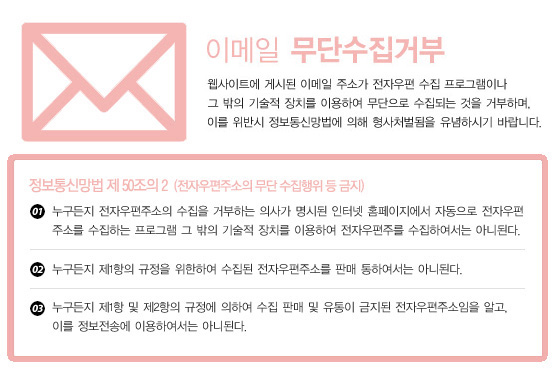 이메일 무단수집거부
웹사이트에 게시된 이메일 주소가 전자우편 수집 프로그램이나
그 밖의 기술적 장치를 이용하여 무단으로 수집되는 것을 거부하며,
이를 위반시 정보통신망법에 의해 형사처벌됨을 유념하시기 바랍니다.
정보통신망법 제 50조의 2 (전자우편주소의 무단 수집행위 등 금지)
01 누구든지 전자우편주소의 수집을 거부하는 의사가 명시된 인터넷 홈페이지에서 자동으로 전자우편
주소를 수집하는 프로그램 그 밖의 기술적 장치를 이용하여 전자우편주를 수집하여서는 아니된다.
02 누구든지 제1항의 규정을 위한하여 수집된 전자우편주소를 판매 통하여서는 아니된다.
03 누구든지 제1항 및 제2항의 규정에 의하여 수집 판매 및 유통이 금지된 전자우편주소임을 알고,
이를 정보전송에 이용하여서는 아니된다.